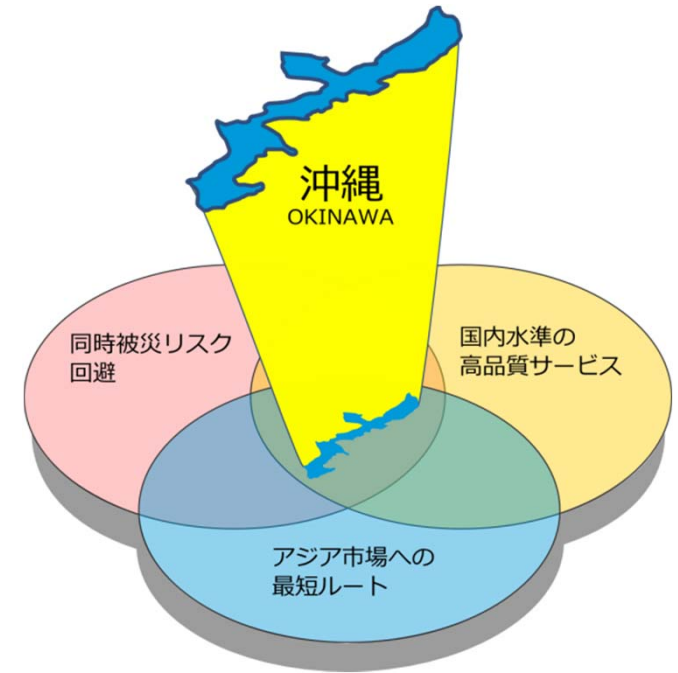 沖縄
OKINAWA
同時被災リスク
回避
国内水準の
高品質サービス
アジア市場への
最短ルート